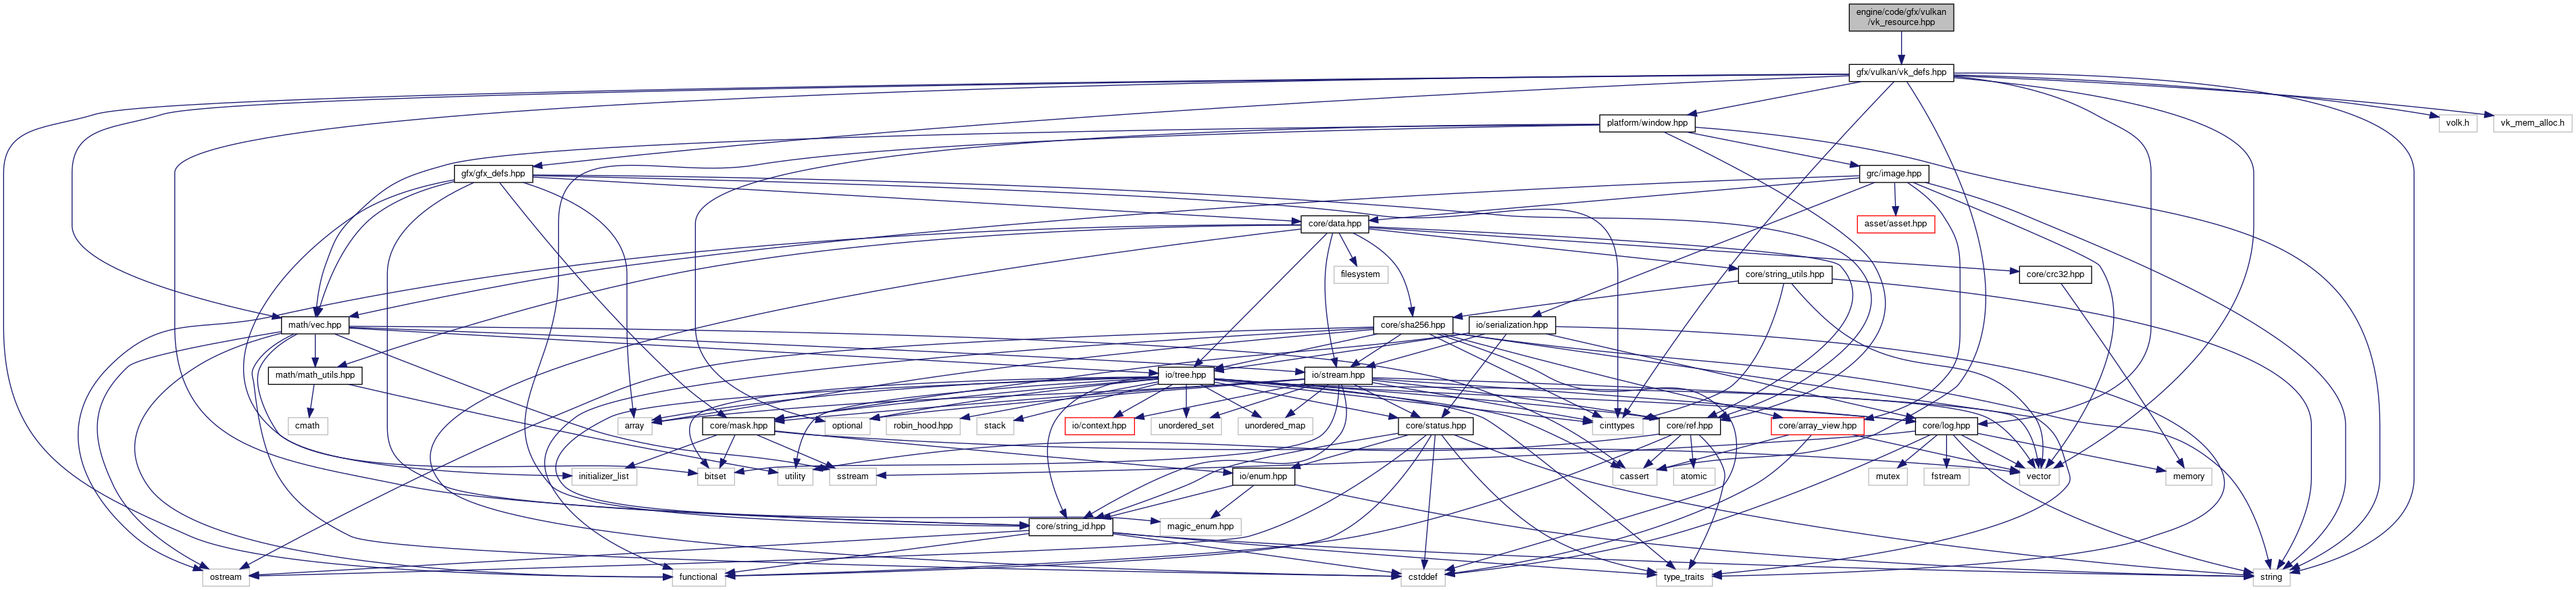 engine/code/gfx/vulkan
/vk_resource.hpp
gfx/vulkan/vk_defs.hpp
platform/window.hpp
volk.h
vk_mem_alloc.h
gfx/gfx_defs.hpp
grc/image.hpp
core/data.hpp
asset/asset.hpp
filesystem
core/string_utils.hpp
core/crc32.hpp
math/vec.hpp
core/sha256.hpp
io/serialization.hpp
math/math_utils.hpp
io/tree.hpp
io/stream.hpp
cmath
array
core/mask.hpp
optional
robin_hood.hpp
stack
io/context.hpp
unordered_set
unordered_map
core/status.hpp
cinttypes
core/ref.hpp
core/array_view.hpp
core/log.hpp
initializer_list
bitset
utility
sstream
io/enum.hpp
cassert
atomic
mutex
fstream
vector
memory
core/string_id.hpp
magic_enum.hpp
ostream
functional
cstddef
type_traits
string